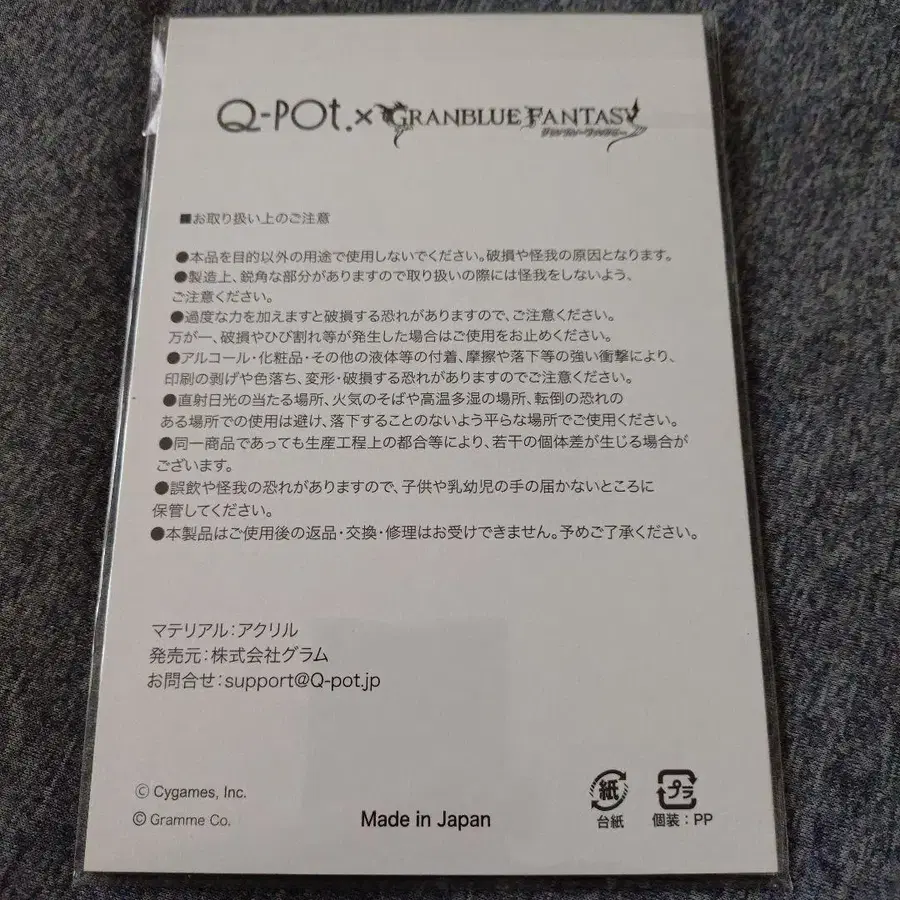 Q-POt.×GRANBLUE FANTASY
グランブルーファンタジー
■お取り扱い上のご注意
●本品を目的以外の用途で使用しないでください。破損や怪我の原因となります。
●製造上、鋭角な部分がありますので取り扱いの際には怪我をしないよう、
ご注意ください。
●過度な力を加えますと破損する恐れがありますので、ご注意ください。
万が一、破損やひび割れ等が発生した場合はご使用をお止めください。
●アルコール・化粧品・その他の液体等の付着、摩擦や落下等の強い衝撃により、
印刷の剥げや色落ち、変形・破損する恐れがありますのでご注意ください。
●直射日光の当たる場所、火気のそばや高温多湿の場所、転倒の恐れの
ある場所での使用は避け、落下することのないよう平らな場所でご使用ください。
●同一商品であっても生産工程上の都合等により、若干の個体差が生じる場合が
ございます。
●誤飲や怪我の恐れがありますので、子供や乳幼児の手の届かないところに
保管してください。
●本製品はご使用後の返品・交換・修理はお受けできません。予めご了承ください。
マテリアル：アクリル
発売元：株式会社グラム
お問合せ：support@Q-pot.jp
© Cygames, Inc.
© Gramme Co.
Made in Japan
紙
台紙
プラ
個装：PP